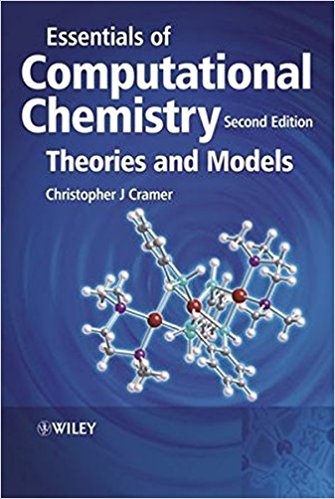 Essentials of
Computational
Chemistry Second Edition
Theories and Models
Christopher J Cramer
WILEY